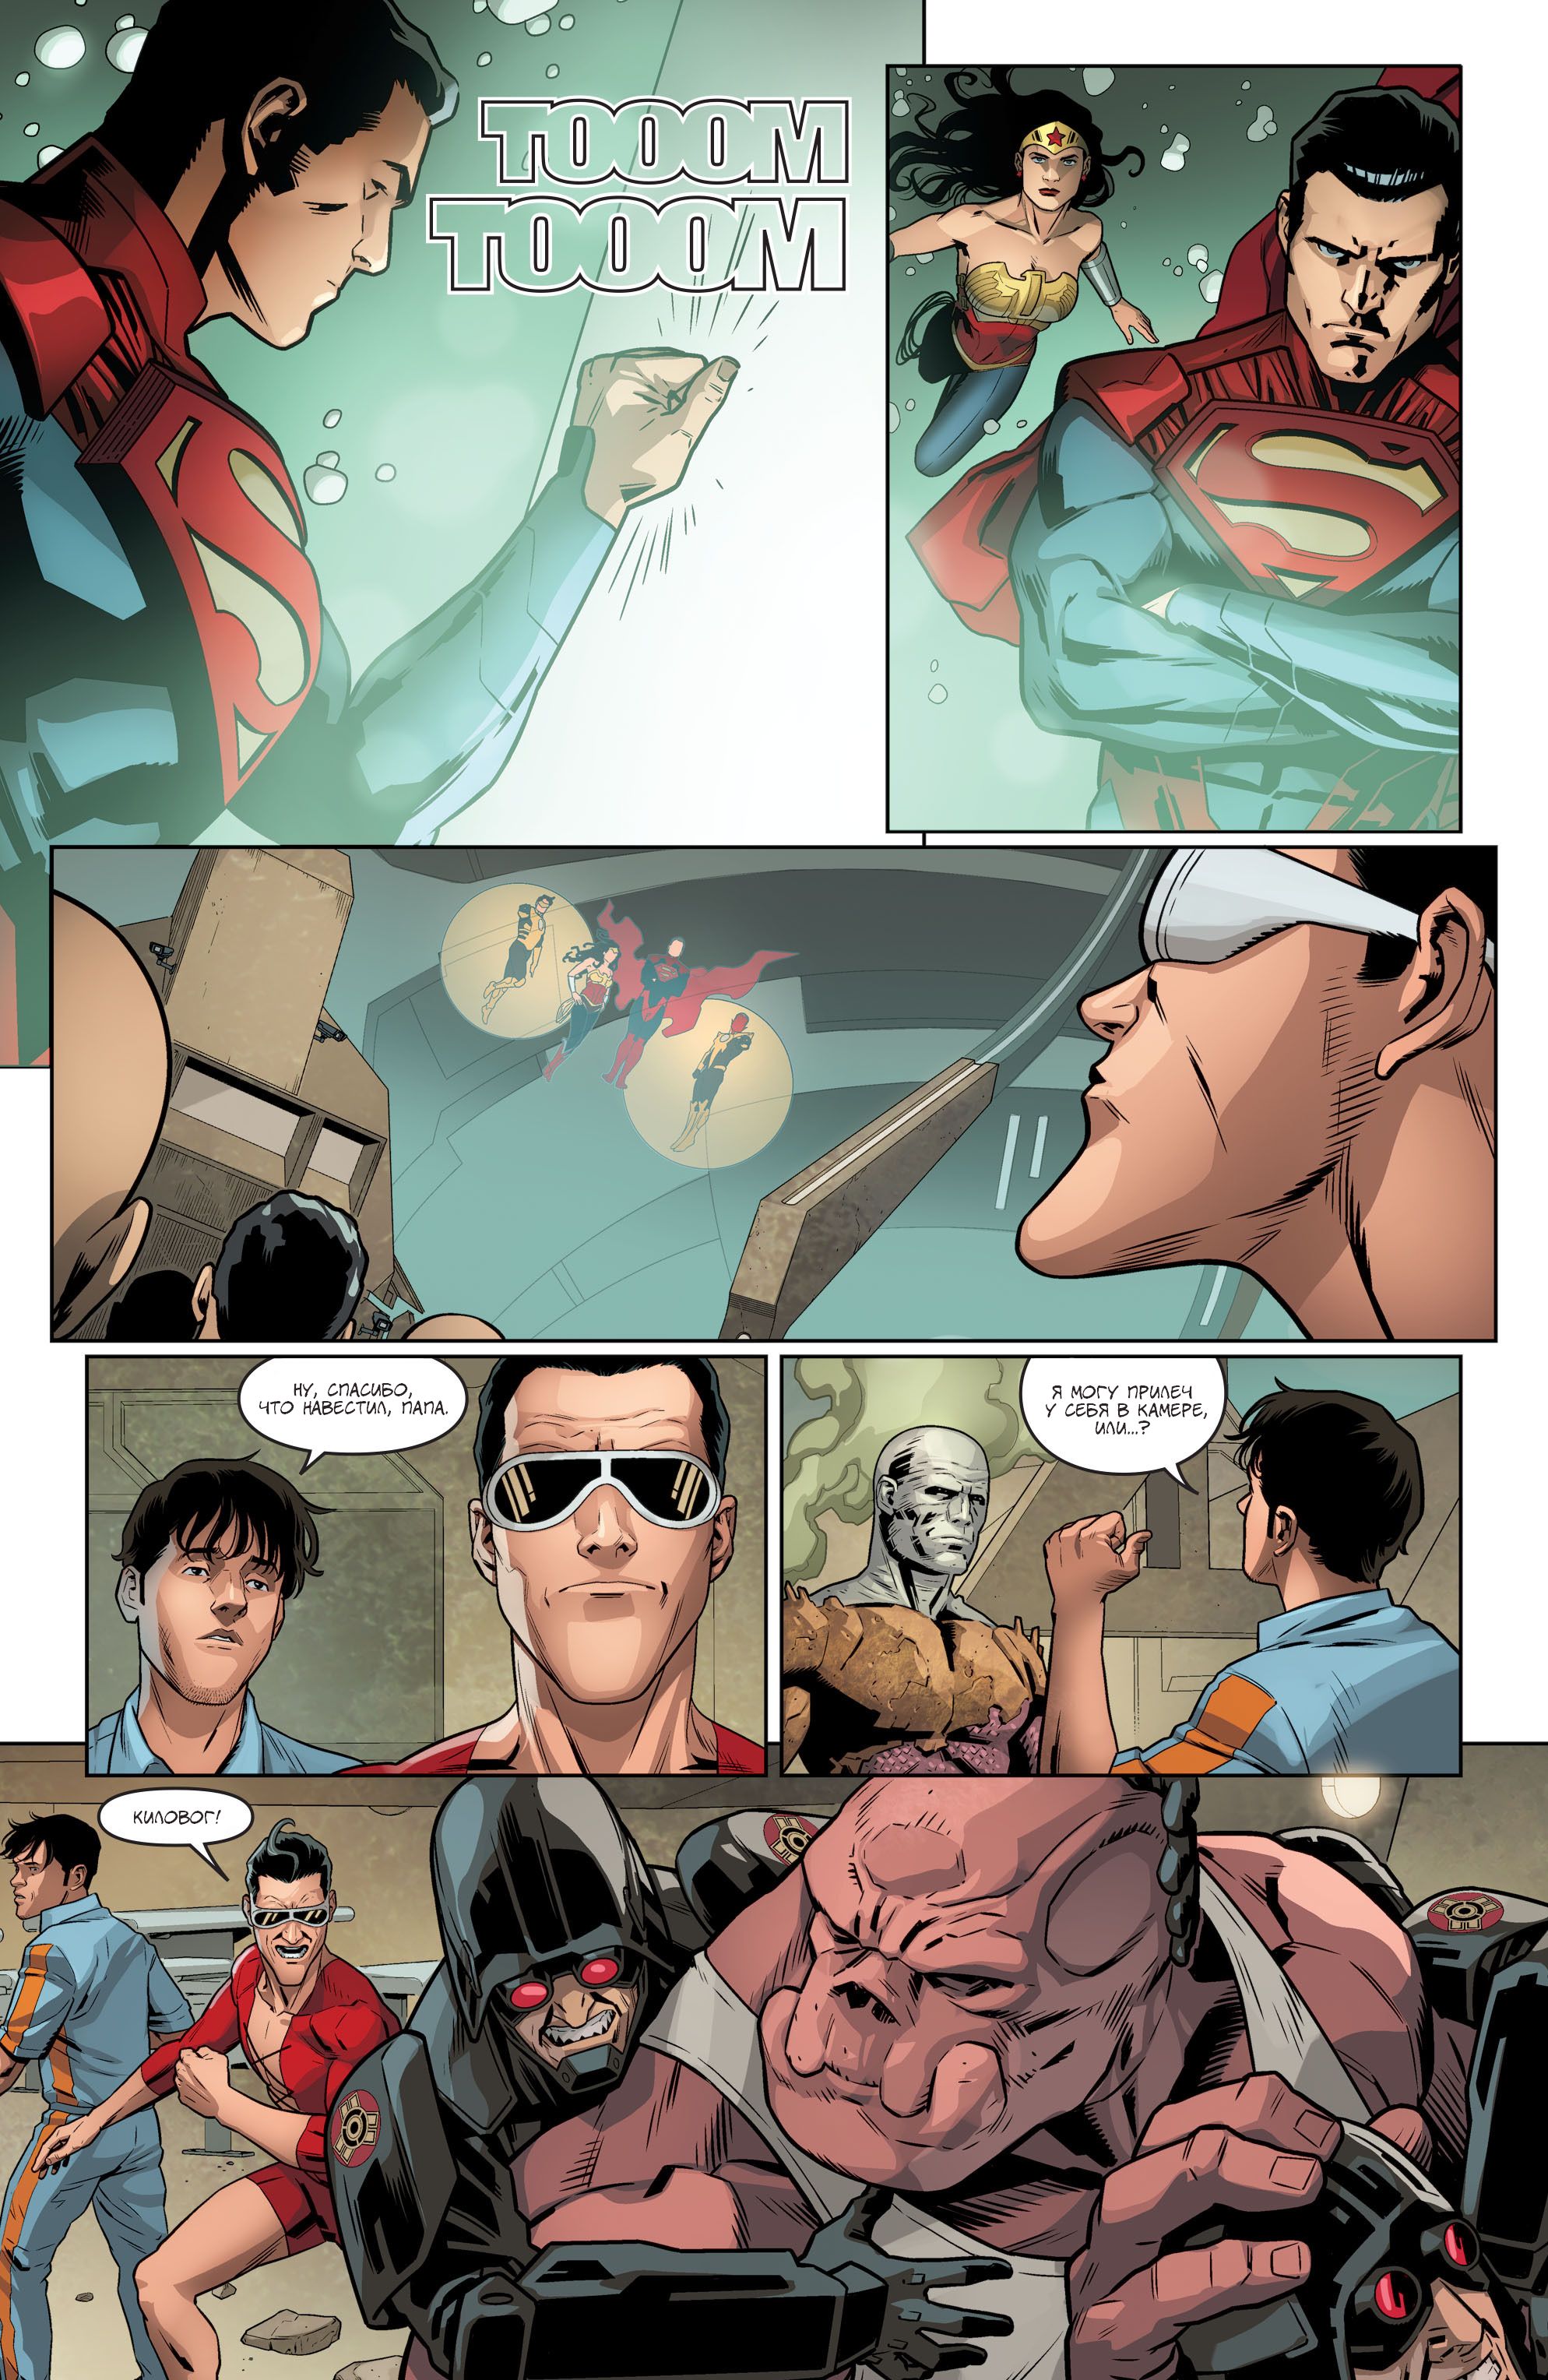 TOOOM
TOOOM
НУ, СПАСИБО,
ЧТО НАВЕСТИЛ, ПАПА.
Я МОГУ ПРИЛЕЧ
У СЕБЯ В КАМЕРЕ,
ИЛИ...?
КИЛОВОГ!